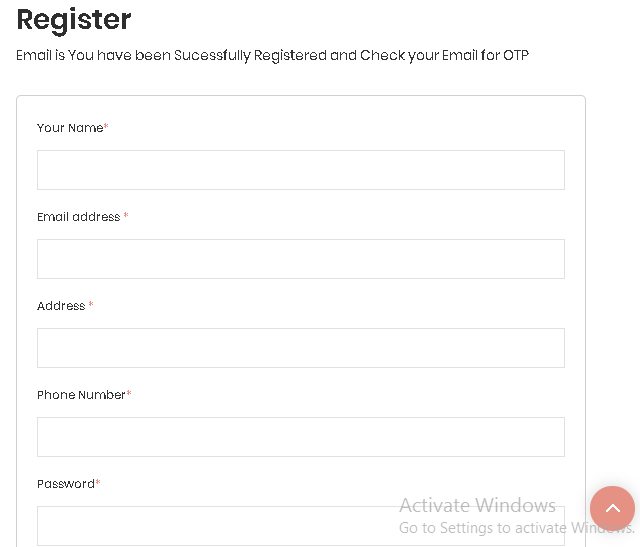 Register
Email is You have been Sucessfully Registered and Check your Email for OTP
Your Name*
Email address *
Address *
Phone Number*
Password*
Activate Windows
Go to Settings to activate Windows.